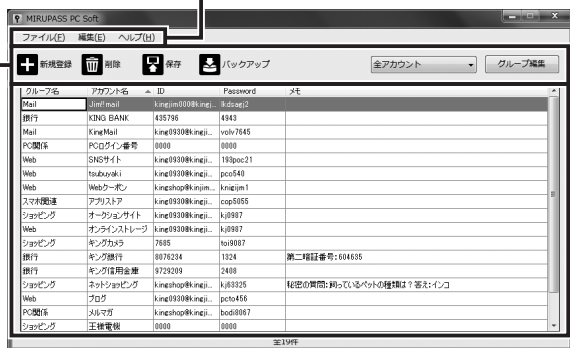 MIRUPASS PC Soft
ファイル(F) 編集(E) ヘルプ(H)
新規登録 削除 保存 バックアップ 全アカウント グループ編集
グループ名 アカウント名 ID Password メモ
Mail Jim!!mail kingjim000@kingj... lkdsagj2
銀行 KING BANK 435796 4943
Mail KingMail king0930@kingji... volv7645
PC関係 PCログイン番号 0000 0000
Web SNSサイト king0930@kingji... 193poc21
Web tsubuyaki king0930@kingji... pco540
Web Webクーポン kingshop@kinjim... knigijm1
スマホ関連 アプリストア king0930@kingji... cop5055
ショッピング オークションサイト king0930@kingji... kj0987
Web オンラインストレージ king0930@kingji... kj0987
ショッピング キングカメラ 7685 toi9087
銀行 キング銀行 8076234 1324 第二暗証番号:604635
銀行 キング信用金庫 9729209 2408
ショッピング ネットショッピング kingshop@kingji... kj63325 秘密の質問:飼っているペットの種類は?答え:インコ
Web ブログ king0930@kingji... pcto456
PC関係 メルマガ kingshop@kingji... bodi8067
ショッピング 王様電機 0000 0000
全19件